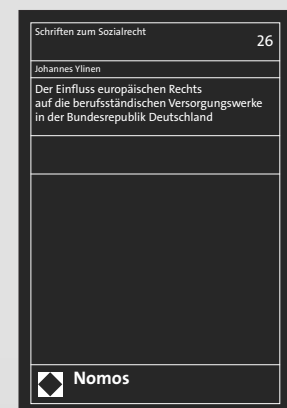 Schriften zum Sozialrecht
26
Johannes Ylinen
Der Einfluss europäischen Rechts
auf die berufsständischen Versorgungswerke
in der Bundesrepublik Deutschland
Nomos